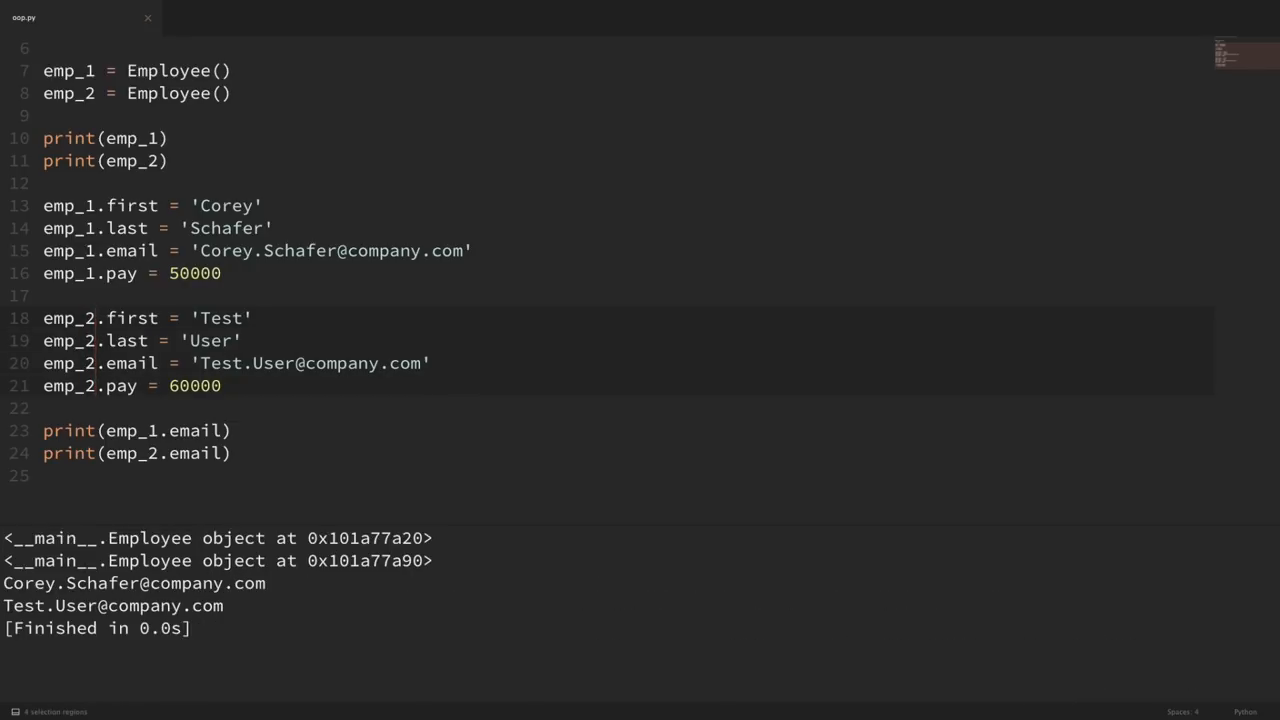 oop.py ×
6
7 emp_1 = Employee()
8 emp_2 = Employee()
9
10 print(emp_1)
11 print(emp_2)
12
13 emp_1.first = 'Corey'
14 emp_1.last = 'Schafer'
15 emp_1.email = 'Corey.Schafer@company.com'
16 emp_1.pay = 50000
17
18 emp_2.first = 'Test'
19 emp_2.last = 'User'
20 emp_2.email = 'Test.User@company.com'
21 emp_2.pay = 60000
22
23 print(emp_1.email)
24 print(emp_2.email)
25
<__main__.Employee object at 0x101a77a20>
<__main__.Employee object at 0x101a77a90>
Corey.Schafer@company.com
Test.User@company.com
[Finished in 0.0s]
4 selection regions Spaces: 4 Python